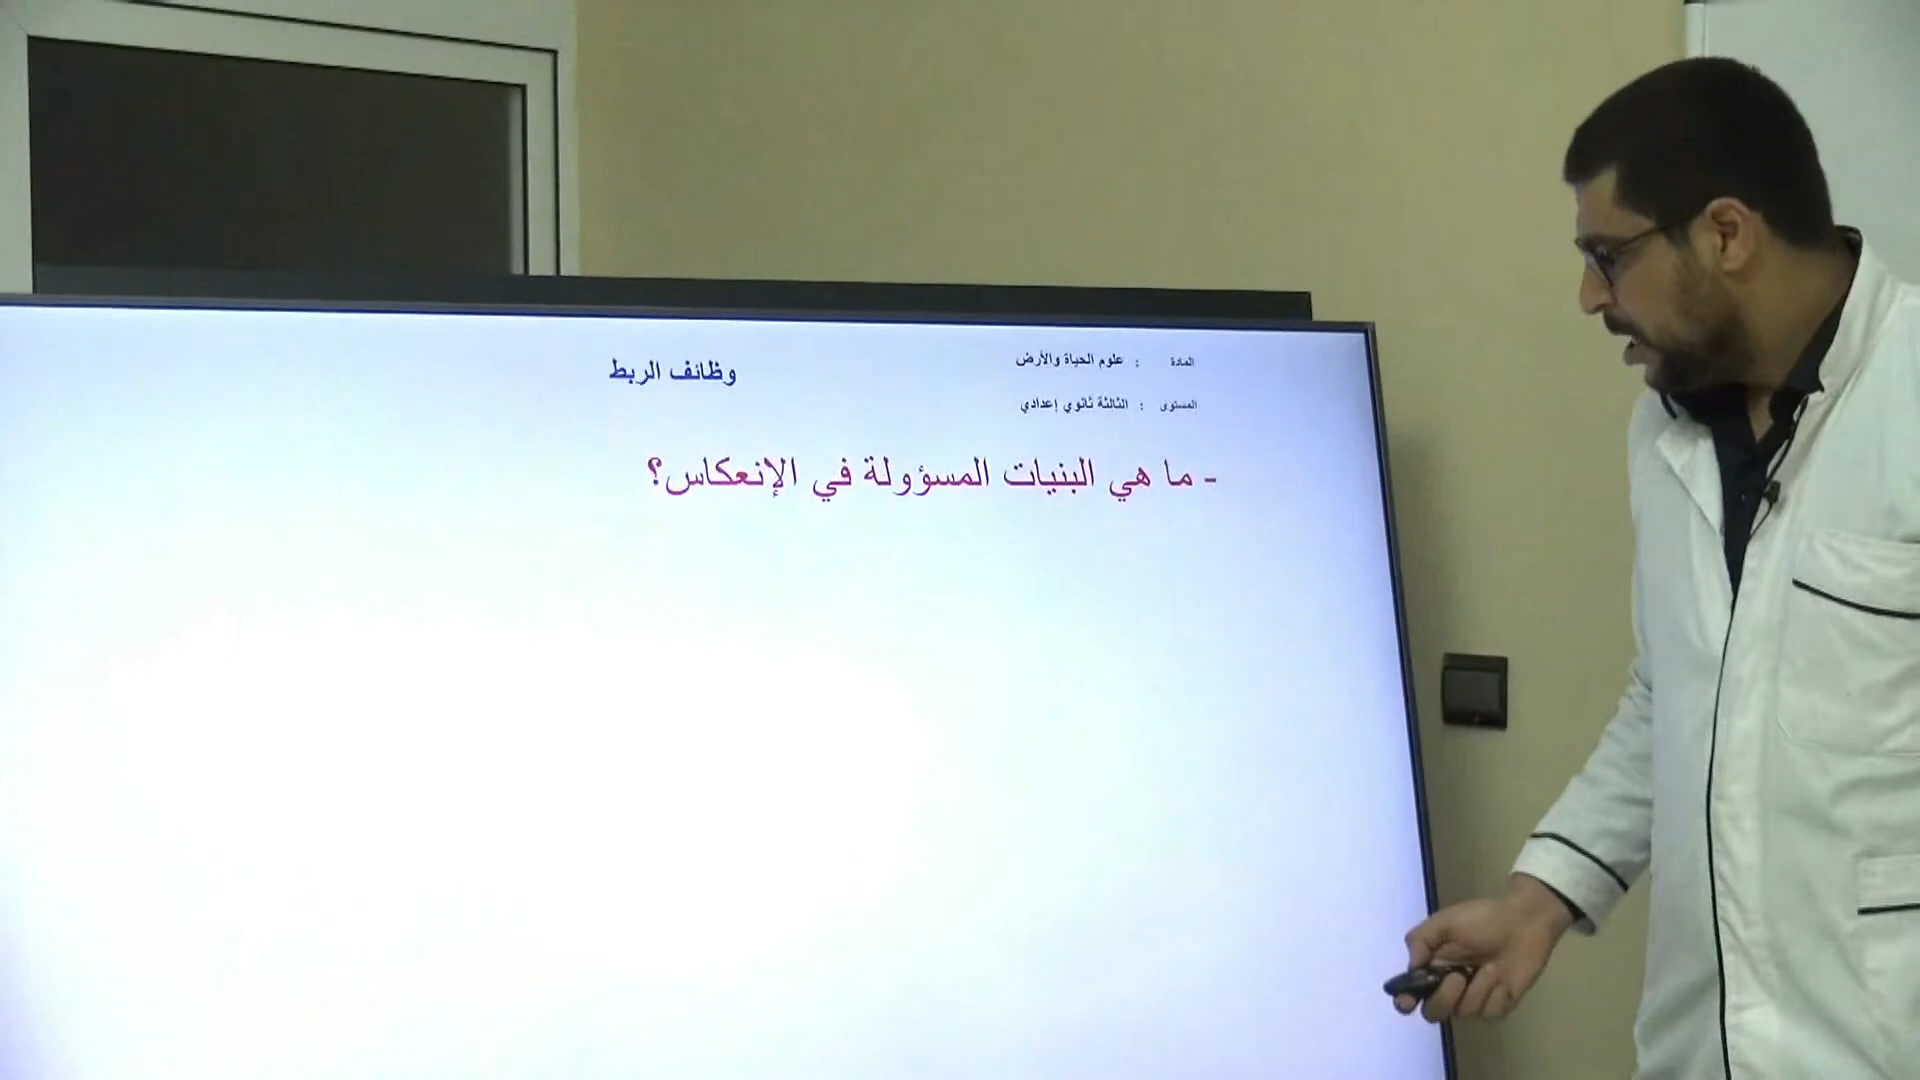 المادة : علوم الحياة والأرض
وظائف الربط
المستوى : الثالثة ثانوي إعدادي
- ما هي البنيات المسؤولة في الإنعكاس؟